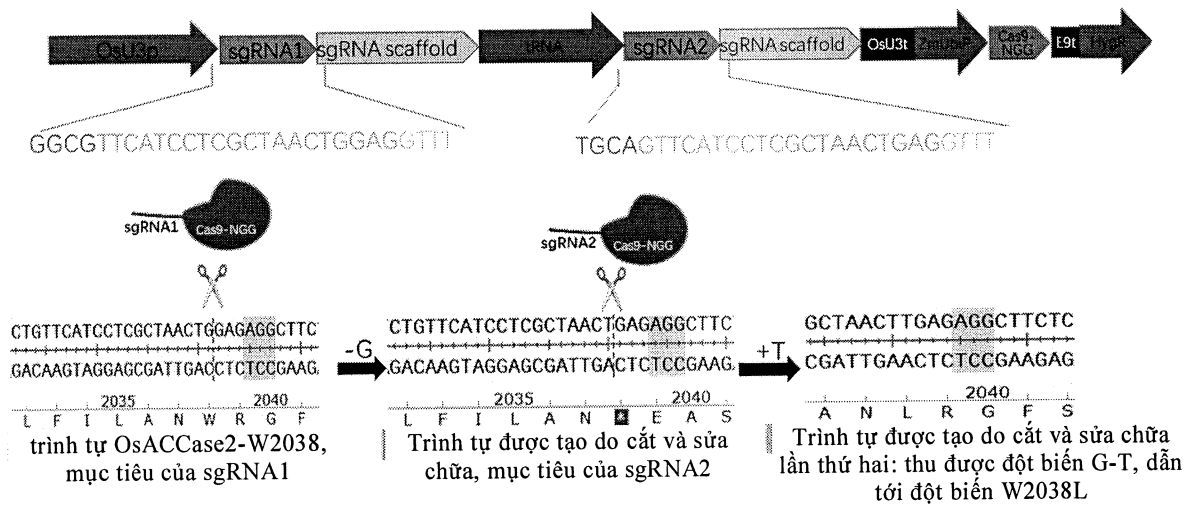 OsU3p sgRNA1 sgRNA scaffold tRNA sgRNA2 sgRNA scaffold OsU3t ZmUbiP Cas9-NGG E9t HygR
GGCGTTCATCCTCGCTAACTGGAGGTTT
TGCAGTTCATCCTCGCTAACTGAGGTTT
sgRNA1 Cas9-NGG
sgRNA2 Cas9-NGG
CTGTTCATCCTCGCTAACTGGAGAGGCTTC
GACAAGTAGGAGCGATTGACCTCTCCGAAG.
2035 2040
L F I L A N W R G F
trình tự OsACCase2-W2038,
mục tiêu của sgRNA1
-G
CTGTTCATCCTCGCTAACTGAGAGGCTTC
.GACAAGTAGGAGCGATTGACTCTCCGAAG.
2035 2040
L F I L A N * E A S
Trình tự được tạo do cắt và sửa
chữa, mục tiêu của sgRNA2
+T
GCTAACTTGAGAGGCTTCTC
CGATTGAACTCTCCGAAGAG
2040
A N L R G F S
Trình tự được tạo do cắt và sửa chữa
lần thứ hai: thu được đột biến G-T, dẫn
tới đột biến W2038L